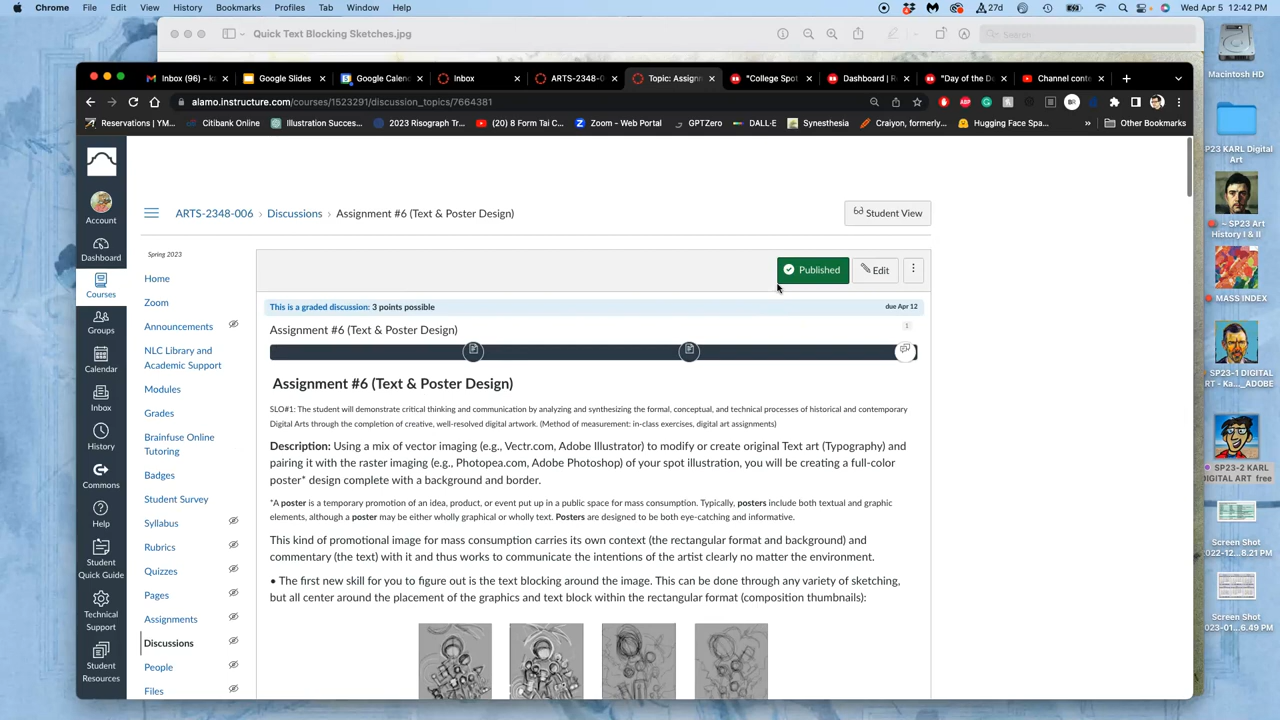 Chrome File Edit View History Bookmarks Profiles Tab Window Help 27d Wed Apr 5 12:42 PM
Quick Text Blocking Sketches.jpg Search
Inbox (96) - k Google Slides Google Calen Inbox ARTS-2348-0 Topic: Assignm "College Spot Dashboard | R "Day of the D Channel conte
alamo.instructure.com/courses/1523291/discussion_topics/7664381
Reservations | YM... Citibank Online Illustration Succes... 2023 Risograph Tr... (20) 8 Form Tai C... Zoom - Web Portal GPTZero DALL·E Synesthesia Craiyon, formerly... Hugging Face Spa... » Other Bookmarks
Account
Dashboard
Courses
Groups
Calendar
Inbox
History
Commons
Help
Student
Quick Guide
Technical
Support
Student
Resources
ARTS-2348-006 › Discussions › Assignment #6 (Text & Poster Design)
Student View
Spring 2023
Home
Zoom
Announcements
NLC Library and
Academic Support
Modules
Grades
Brainfuse Online
Tutoring
Badges
Student Survey
Syllabus
Rubrics
Quizzes
Pages
Assignments
Discussions
People
Files
Published Edit
This is a graded discussion: 3 points possible due Apr 12
Assignment #6 (Text & Poster Design) 1
Assignment #6 (Text & Poster Design)
SLO#1: The student will demonstrate critical thinking and communication by analyzing and synthesizing the formal, conceptual, and technical processes of historical and contemporary
Digital Arts through the completion of creative, well-resolved digital artwork. (Method of measurement: in-class exercises, digital art assignments)
Description: Using a mix of vector imaging (e.g., Vectr.com, Adobe Illustrator) to modify or create original Text art (Typography) and
pairing it with the raster imaging (e.g., Photopea.com, Adobe Photoshop) of your spot illustration, you will be creating a full-color
poster* design complete with a background and border.
*A poster is a temporary promotion of an idea, product, or event put up in a public space for mass consumption. Typically, posters include both textual and graphic
elements, although a poster may be either wholly graphical or wholly text. Posters are designed to be both eye-catching and informative.
This kind of promotional image for mass consumption carries its own context (the rectangular format and background) and
commentary (the text) with it and thus works to communicate the intentions of the artist clearly no matter the environment.
• The first new skill for you to figure out is the text blocking around the image. This can be done through any variety of sketching,
but all center around the placement of the graphics and text block within the rectangular format (composition thumbnails):
Macintosh HD
SP23 KARL Digital
Art
~ SP23 Art
History I & II
MASS INDEX
SP23-1 DIGITAL
ART - Ka..._ADOBE
SP23-2 KARL
DIGITAL ART free
Screen Shot
2022-12...8.21 PM
Screen Shot
2023-01...6.49 PM